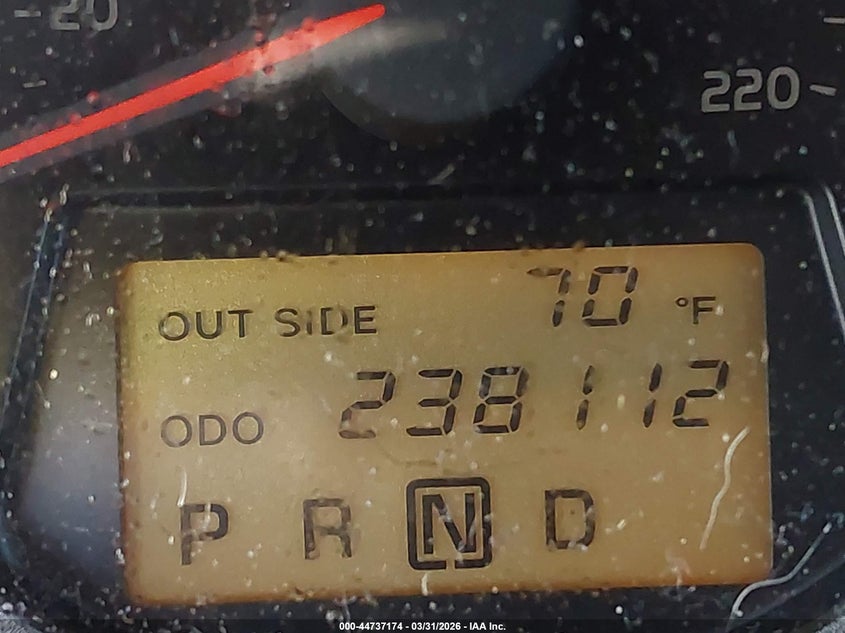 20
220
OUT SIDE 70 °F
ODO 238112
P R N D
000-44737174 - 03/31/2026 - IAA Inc.